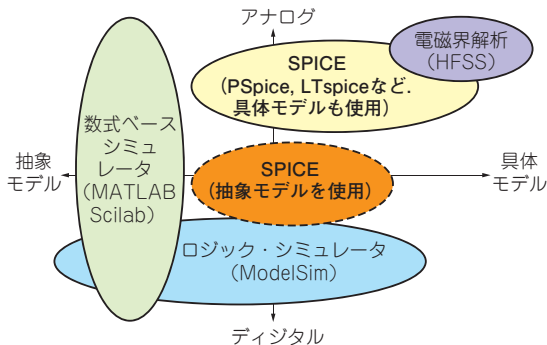 アナログ
電磁界解析
（HFSS）
SPICE
（PSpice, LTspiceなど．
具体モデルも使用）
数式ベース
シミュ
レータ
（MATLAB
Scilab）
抽象
モデル
SPICE
（抽象モデルを使用）
具体
モデル
ロジック・シミュレータ
（ModelSim）
ディジタル